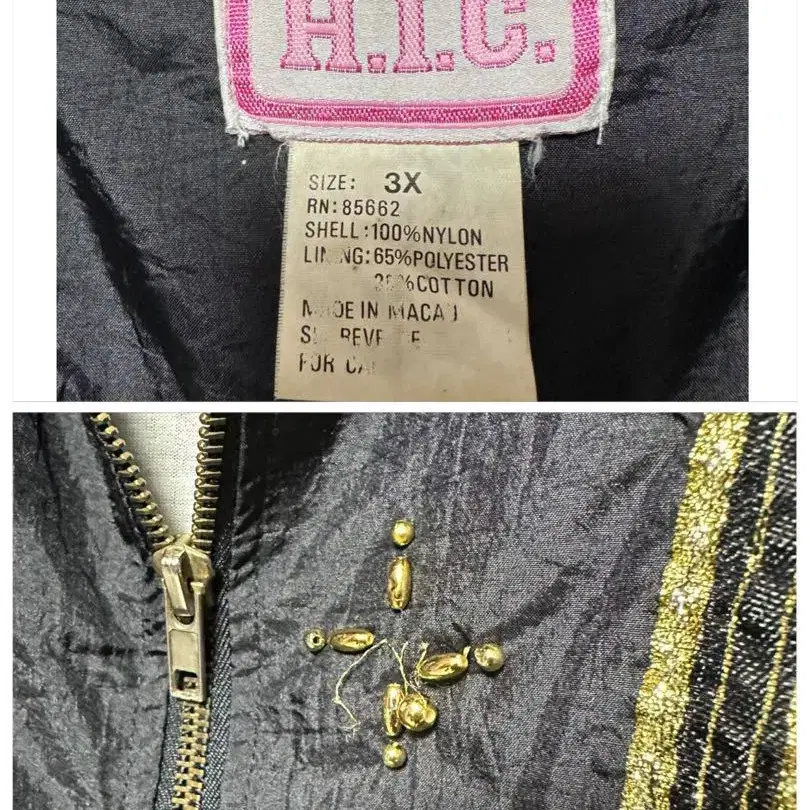 H.I.C.
SIZE: 3X
RN:85662
SHELL:100%NYLON
LINING:65%POLYESTER
%COTTON
MADE IN MACAU
FOR